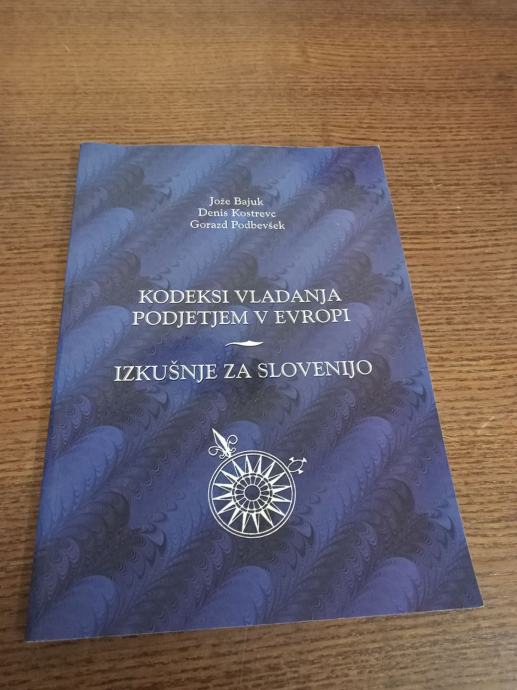 Jože Bajuk
Denis Kostrevc
Gorazd Podbevšek
KODEKSI VLADANJA
PODJETJEM V EVROPI
IZKUŠNJE ZA SLOVENIJO